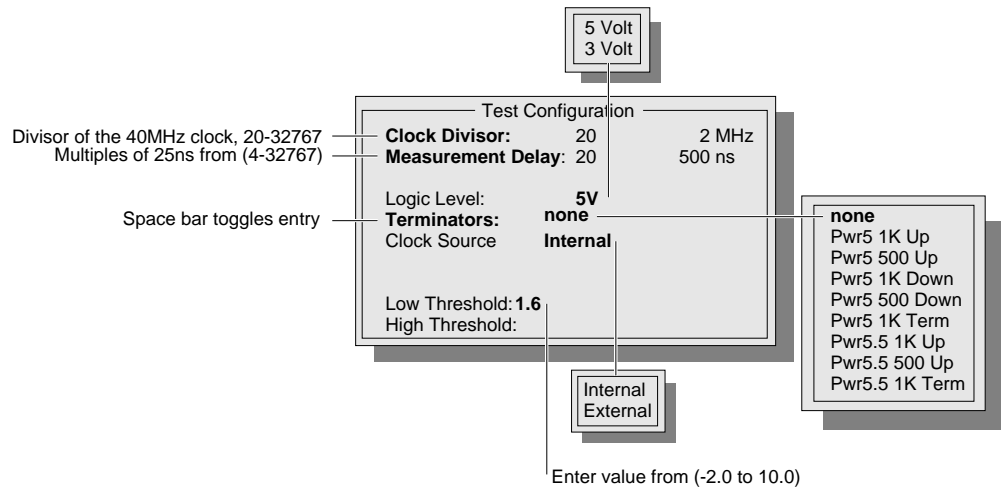 5 Volt
3 Volt
Test Configuration
Divisor of the 40MHz clock, 20-32767
Clock Divisor: 20 2 MHz
Multiples of 25ns from (4-32767)
Measurement Delay: 20 500 ns
Logic Level: 5V
Space bar toggles entry
Terminators: none
Clock Source Internal
Low Threshold: 1.6
High Threshold:
none
Pwr5 1K Up
Pwr5 500 Up
Pwr5 1K Down
Pwr5 500 Down
Pwr5 1K Term
Pwr5.5 1K Up
Pwr5.5 500 Up
Pwr5.5 1K Term
Internal
External
Enter value from (-2.0 to 10.0)